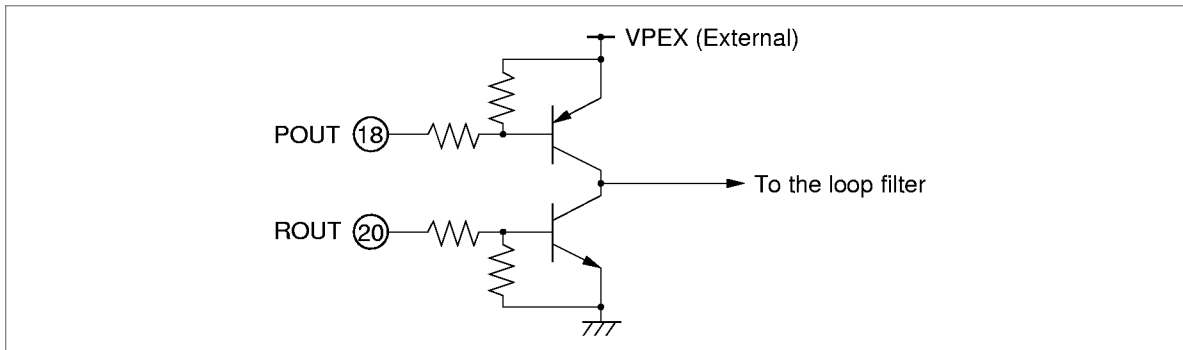 VPEX (External)
POUT 18
To the loop filter
ROUT 20